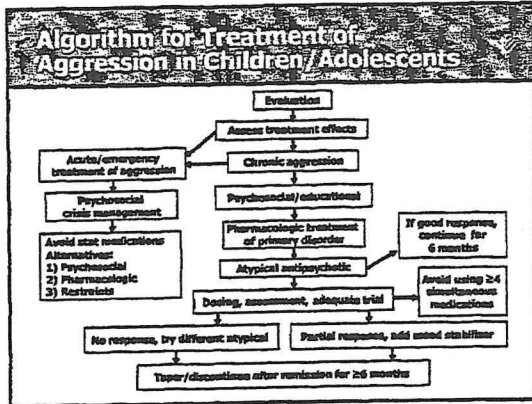 Algorithm for Treatment of
Aggression in Children/Adolescents
Evaluation
Assess treatment effects
Acute/emergency
treatment of aggression
Chronic aggression
Psychosocial
crisis management
Psychosocial/educational
Pharmacologic treatment
of primary disorder
If good response,
continue for
6 months
Avoid stat medications
Alternatives:
1) Psychosocial
2) Pharmacologic
3) Restraints
Atypical antipsychotic
Dosing, assessment, adequate trial
Avoid using ≥4
simultaneous
medications
No response, try different atypical
Partial response, add mood stabilizer
Taper/discontinue after remission for ≥6 months